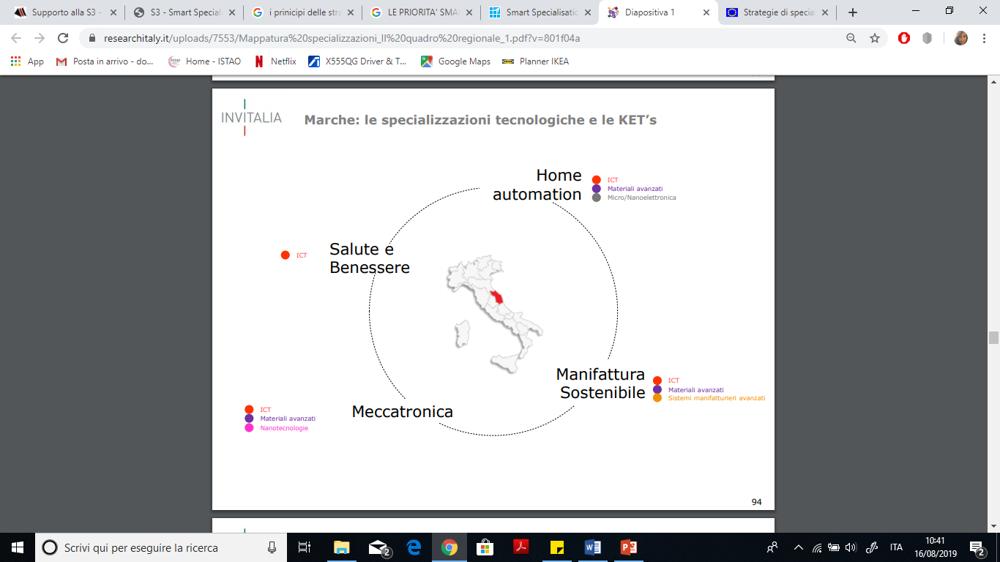 Supporto alla S3 -
S3 - Smart Speciali
i prinicipi delle stra
LE PRIORITA' SMA
Smart Specialisatio
Diapositiva 1
Strategie di specia
researchitaly.it/uploads/7553/Mappatura%20specializzazioni_II%20quadro%20regionale_1.pdf?v=801f04a
App
Posta in arrivo - do...
Home - ISTAO
Netflix
X555QG Driver & T...
Google Maps
Planner IKEA
INVITALIA
Marche: le specializzazioni tecnologiche e le KET's
Home
automation
ICT
Materiali avanzati
Micro/Nanoelettronica
Salute e
Benessere
ICT
Manifattura
Sostenibile
ICT
Materiali avanzati
Sistemi manifatturieri avanzati
Meccatronica
ICT
Materiali avanzati
Nanotecnologie
94
Scrivi qui per eseguire la ricerca
2
ITA
10:41
16/08/2019
2